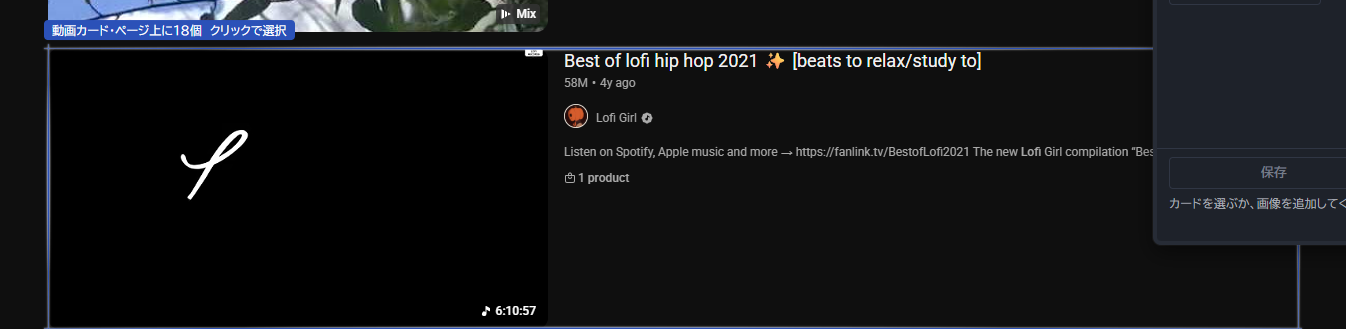 Mix
動画カード・ページ上に18個 クリックで選択
Best of lofi hip hop 2021 ✨ [beats to relax/study to]
58M • 4y ago
Lofi Girl
Listen on Spotify, Apple music and more → https://fanlink.tv/BestofLofi2021 The new Lofi Girl compilation “Bes
1 product
6:10:57
保存
カードを選ぶか、画像を追加してく